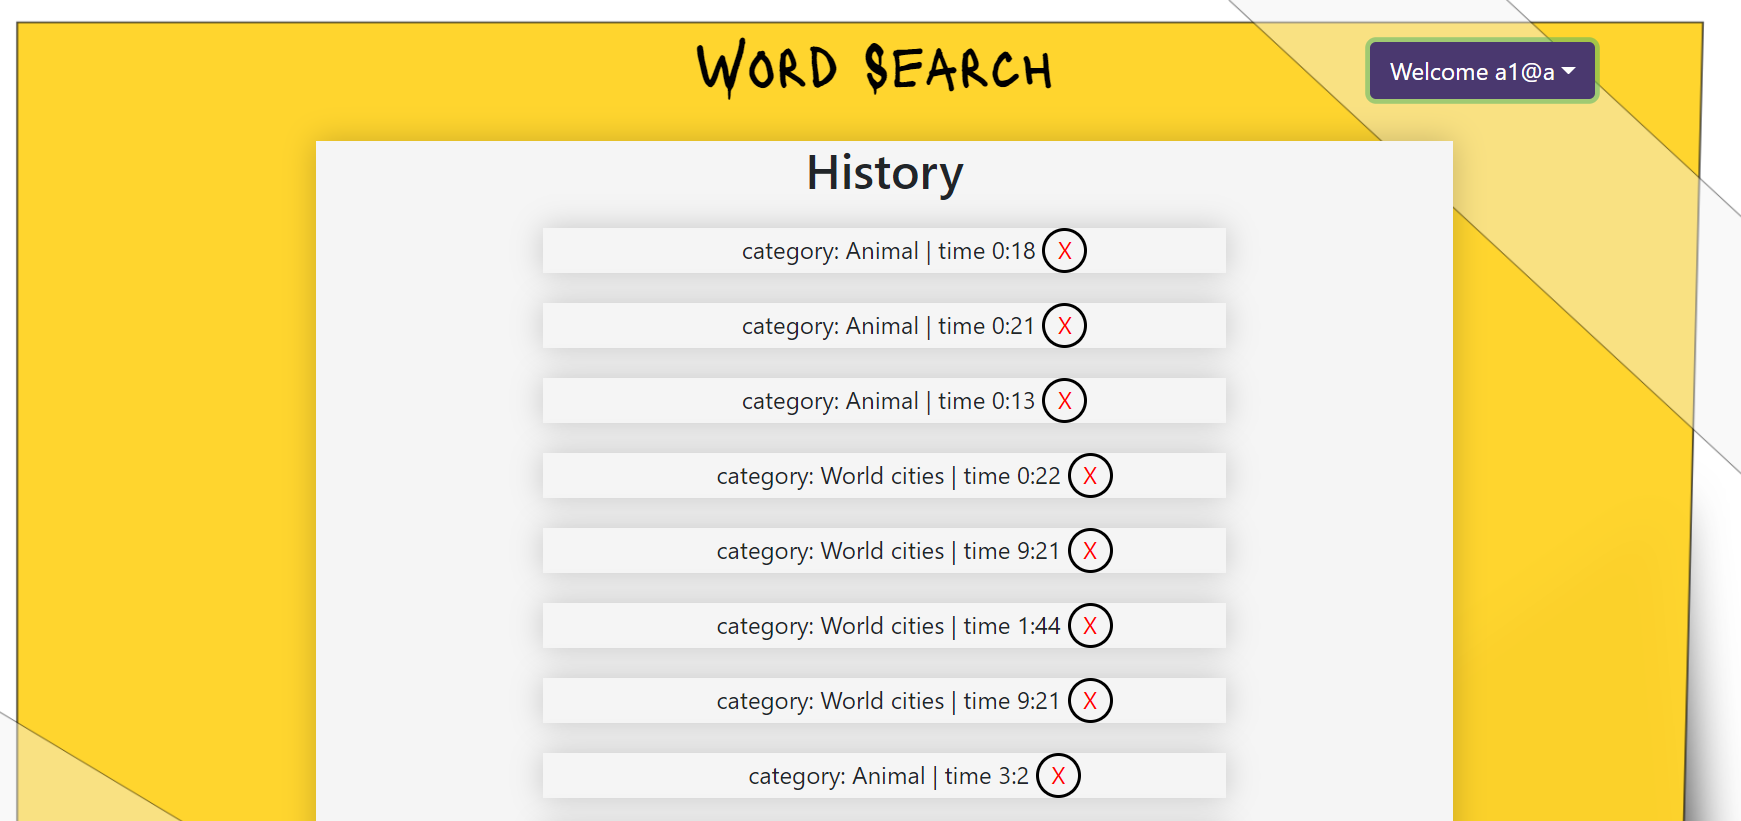 WORD SEARCH
Welcome a1@a
History
category: Animal | time 0:18 X
category: Animal | time 0:21 X
category: Animal | time 0:13 X
category: World cities | time 0:22 X
category: World cities | time 9:21 X
category: World cities | time 1:44 X
category: World cities | time 9:21 X
category: Animal | time 3:2 X